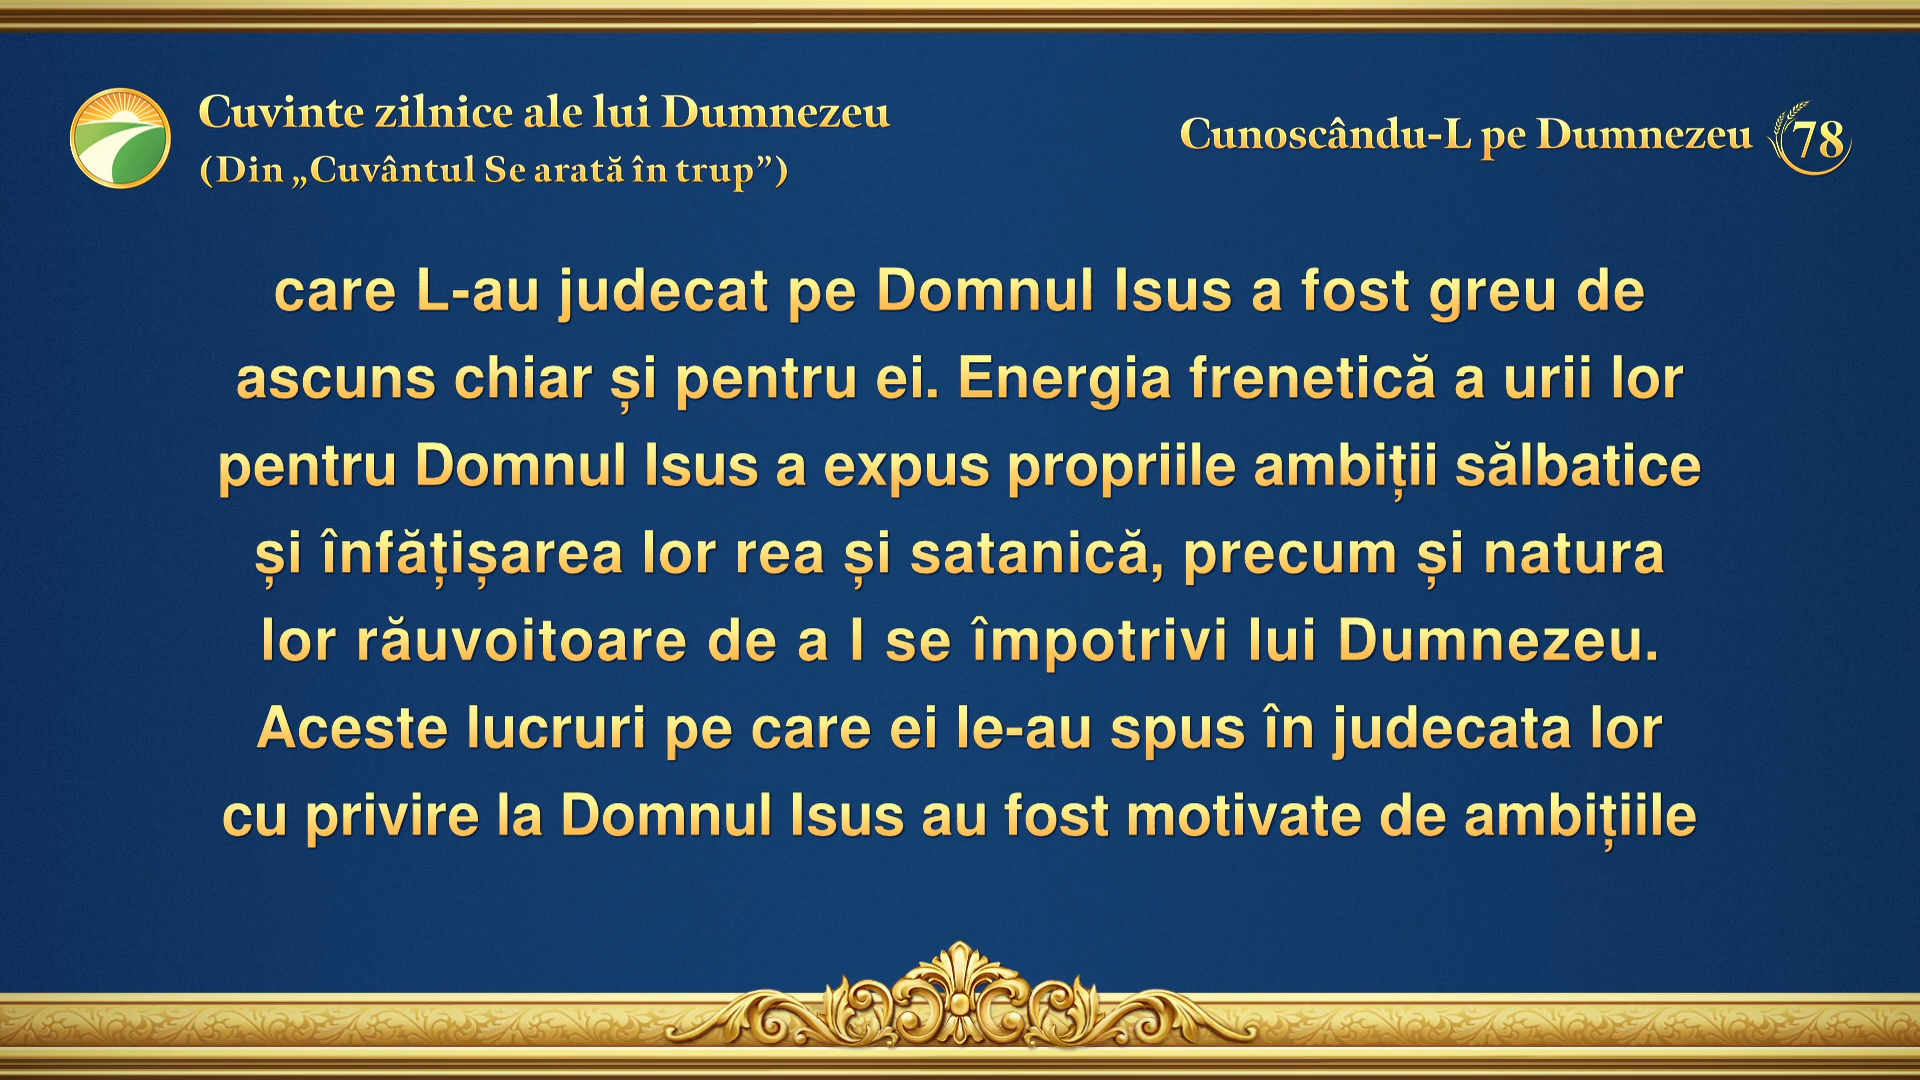 Cuvinte zilnice ale lui Dumnezeu
(Din „Cuvântul Se arată în trup”)
Cunoscându-L pe Dumnezeu 78
care L-au judecat pe Domnul Isus a fost greu de
ascuns chiar și pentru ei. Energia frenetică a urii lor
pentru Domnul Isus a expus propriile ambiții sălbatice
și înfățișarea lor rea și satanică, precum și natura
lor răuvoitoare de a I se împotrivi lui Dumnezeu.
Aceste lucruri pe care ei le-au spus în judecata lor
cu privire la Domnul Isus au fost motivate de ambițiile